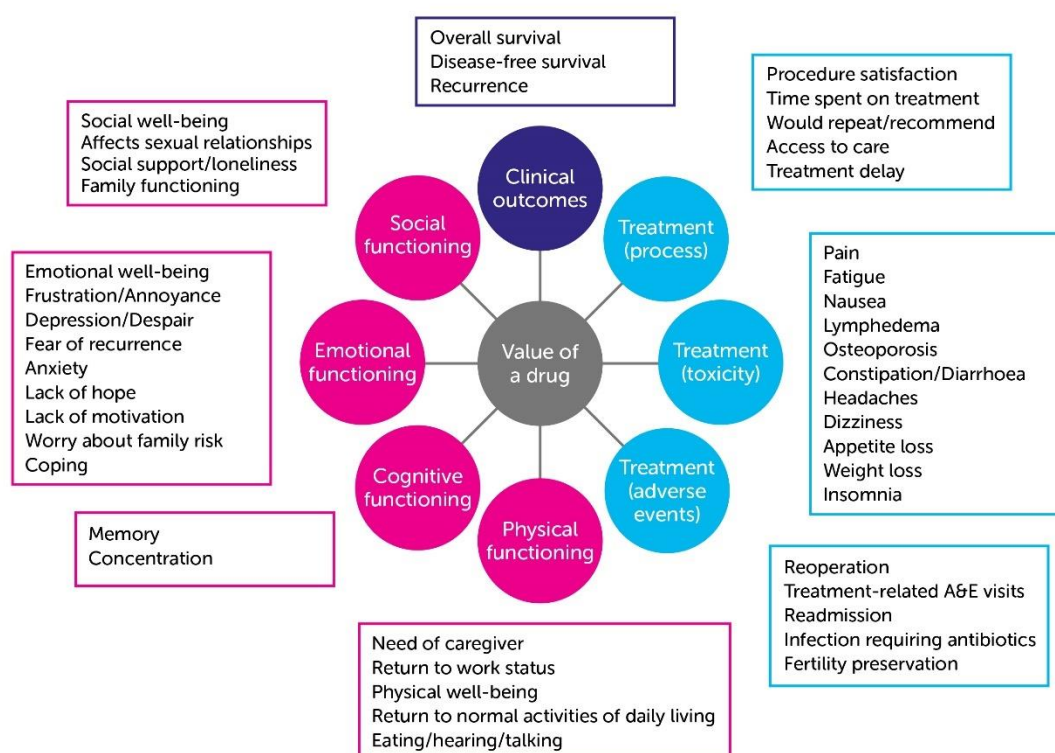 Overall survival
Disease-free survival
Recurrence
Procedure satisfaction
Time spent on treatment
Would repeat/recommend
Access to care
Treatment delay
Social well-being
Affects sexual relationships
Social support/loneliness
Family functioning
Clinical
outcomes
Social
functioning
Treatment
(process)
Emotional well-being
Frustration/Annoyance
Depression/Despair
Fear of recurrence
Anxiety
Lack of hope
Lack of motivation
Worry about family risk
Coping
Emotional
functioning
Value of
a drug
Treatment
(toxicity)
Pain
Fatigue
Nausea
Lymphedema
Osteoporosis
Constipation/Diarrhoea
Headaches
Dizziness
Appetite loss
Weight loss
Insomnia
Cognitive
functioning
Physical
functioning
Treatment
(adverse
events)
Memory
Concentration
Reoperation
Treatment-related A&E visits
Readmission
Infection requiring antibiotics
Fertility preservation
Need of caregiver
Return to work status
Physical well-being
Return to normal activities of daily living
Eating/hearing/talking